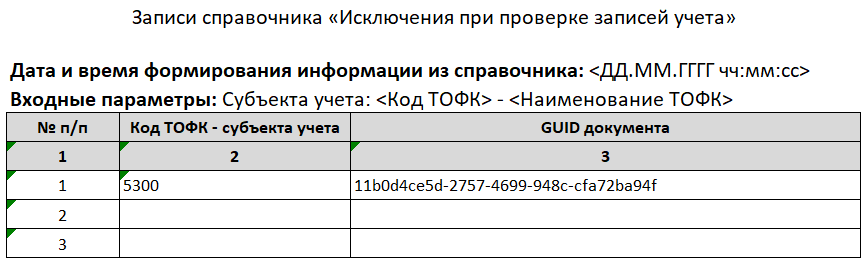 Записи справочника «Исключения при проверке записей учета»
Дата и время формирования информации из справочника: <ДД.ММ.ГГГГ чч:мм:сс>
Входные параметры: Субъекта учета: <Код ТОФК> - <Наименование ТОФК>
№ п/п Код ТОФК - субъекта учета GUID документа
1 2 3
1 5300 11b0d4ce5d-2757-4699-948c-cfa72ba94f
2
3